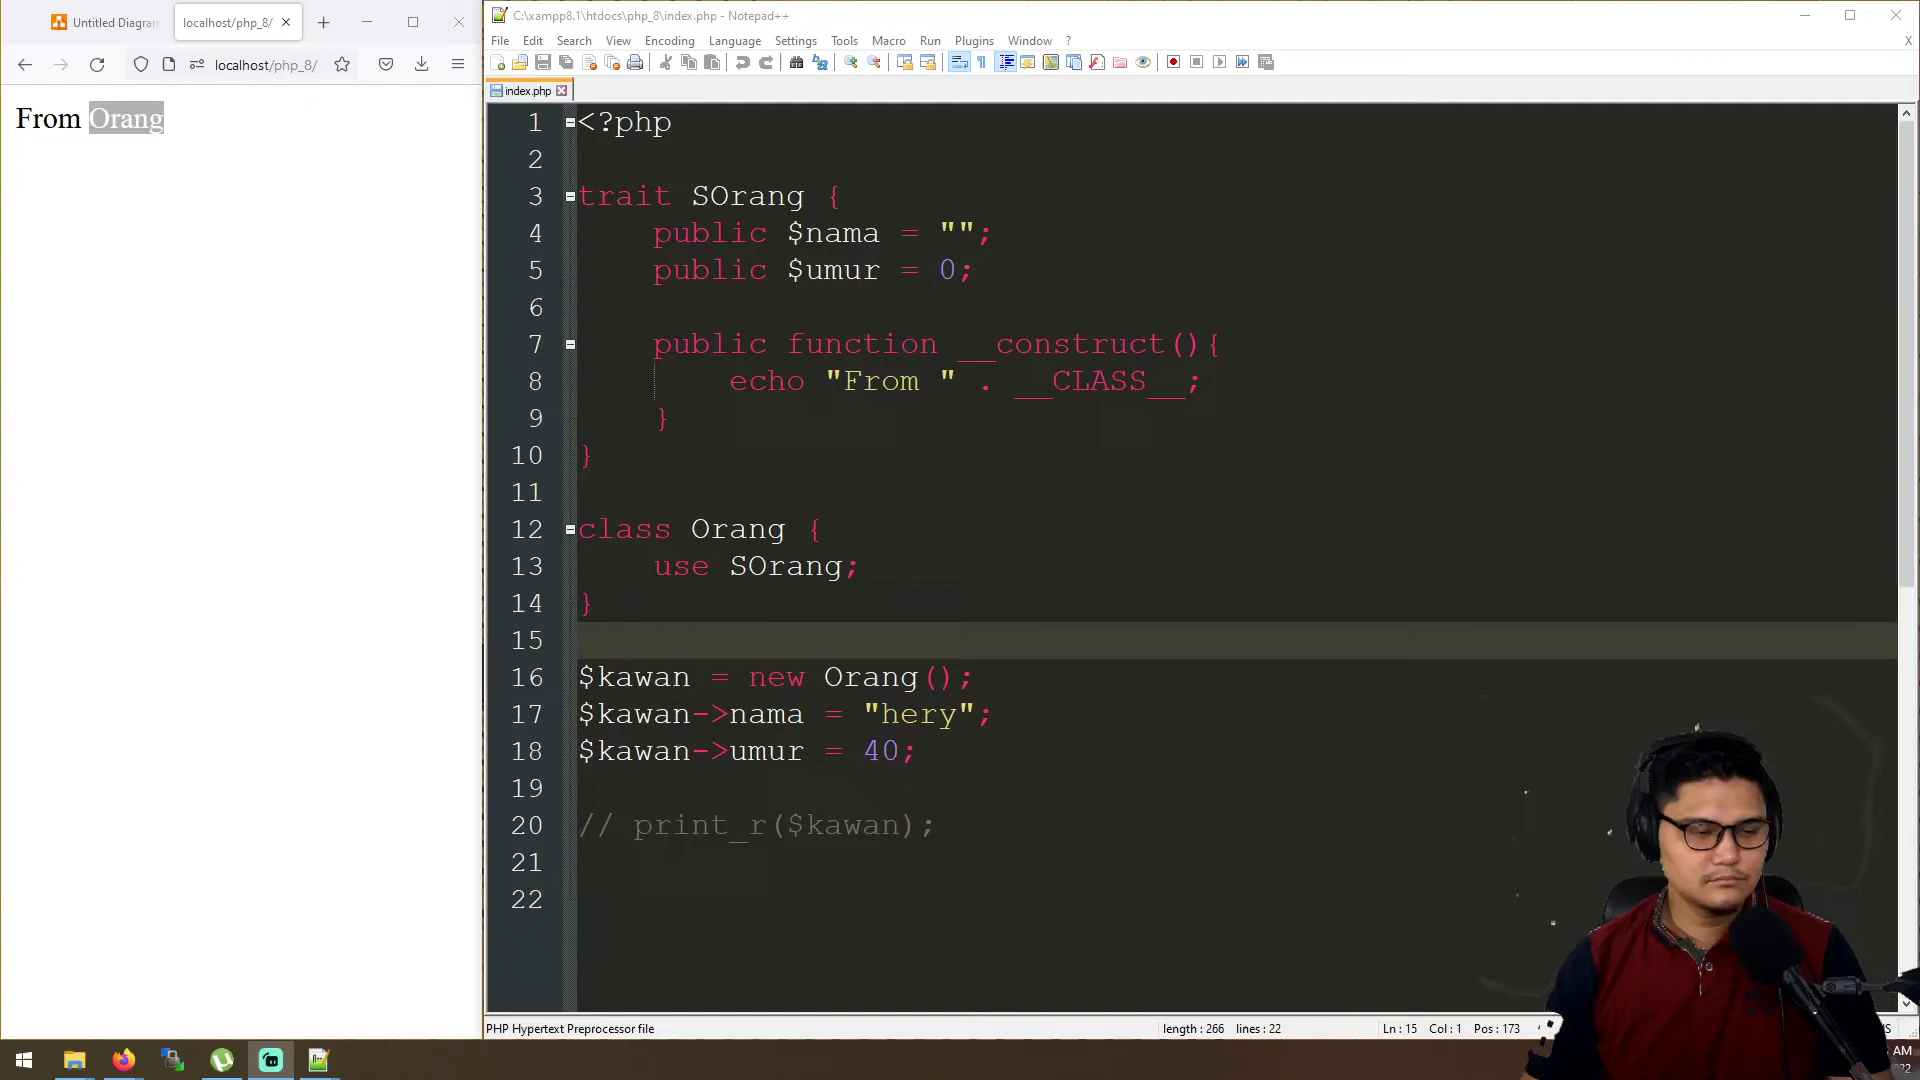 Untitled Diagram
localhost/php_8/
localhost/php_8/
From Orang
C:\xampp8.1\htdocs\php_8\index.php - Notepad++
File Edit Search View Encoding Language Settings Tools Macro Run Plugins Window ?
X
index.php
1 <?php
2
3 trait SOrang {
4 public $nama = "";
5 public $umur = 0;
6
7 public function __construct(){
8 echo "From " . __CLASS__;
9 }
10 }
11
12 class Orang {
13 use SOrang;
14 }
15
16 $kawan = new Orang();
17 $kawan->nama = "hery";
18 $kawan->umur = 40;
19
20 // print_r($kawan);
21
22
PHP Hypertext Preprocessor file
length : 266 lines : 22
Ln : 15 Col : 1 Pos : 173
AM